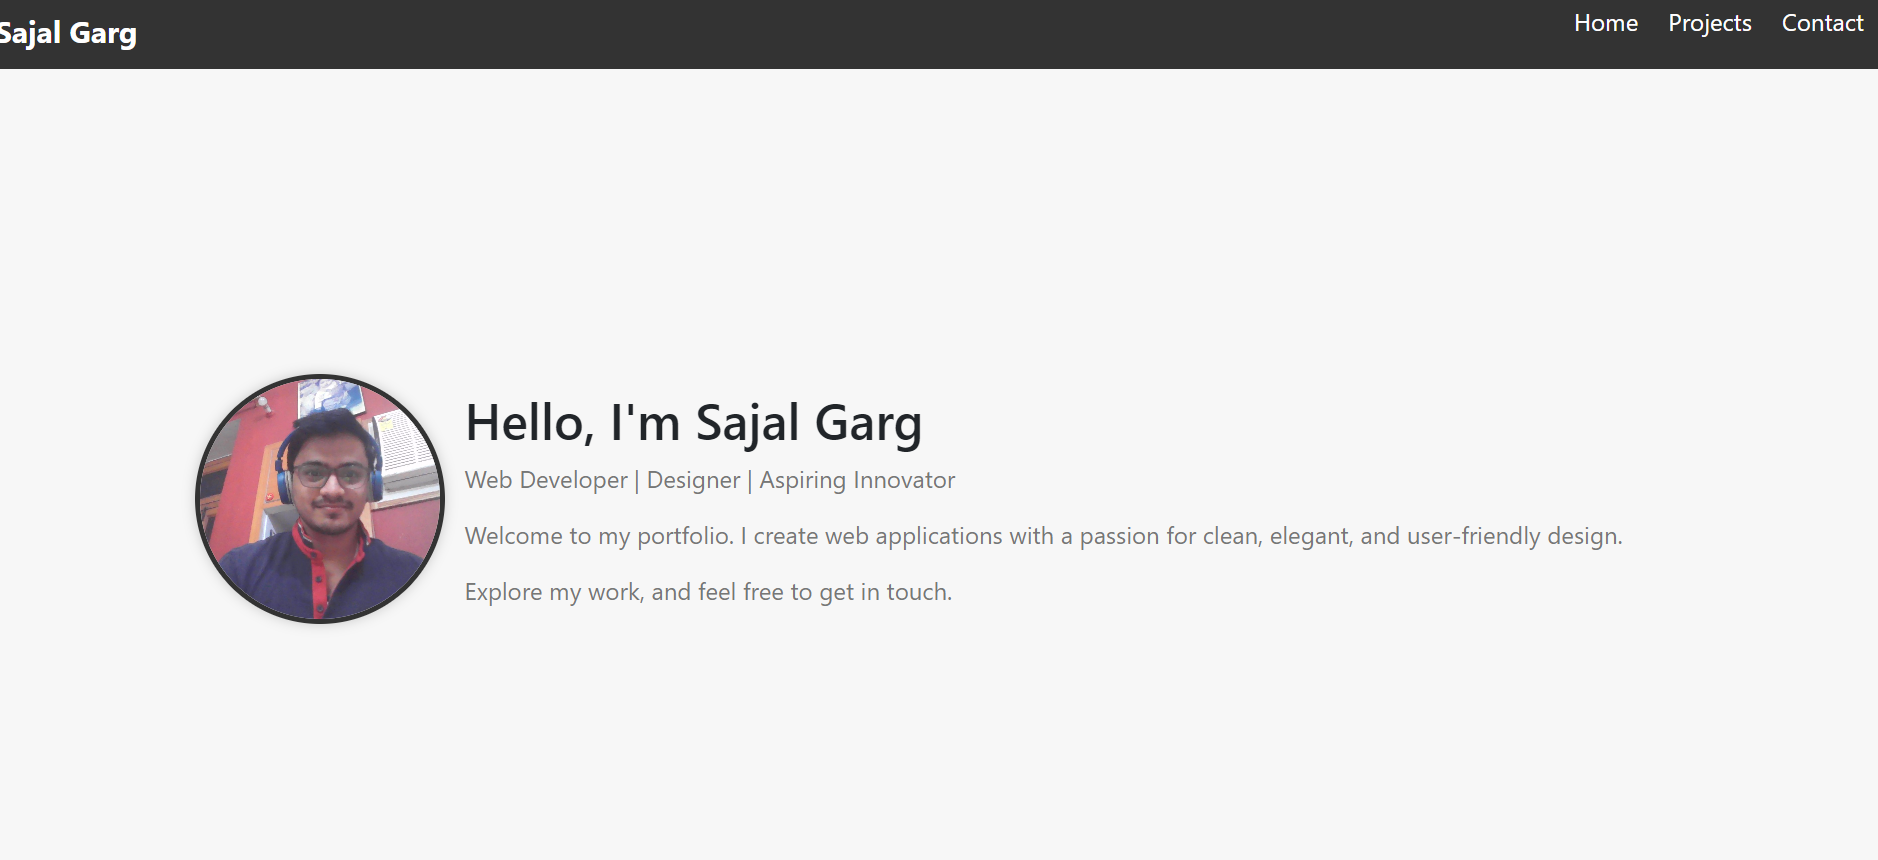 Sajal Garg
Home Projects Contact
Hello, I'm Sajal Garg
Web Developer | Designer | Aspiring Innovator
Welcome to my portfolio. I create web applications with a passion for clean, elegant, and user-friendly design.
Explore my work, and feel free to get in touch.